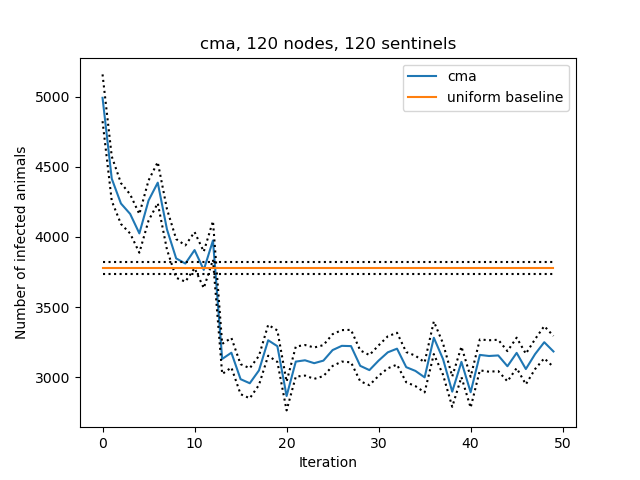 cma, 120 nodes, 120 sentinels
cma
uniform baseline
5000
4500
4000
3500
3000
Number of infected animals
0 10 20 30 40 50
Iteration